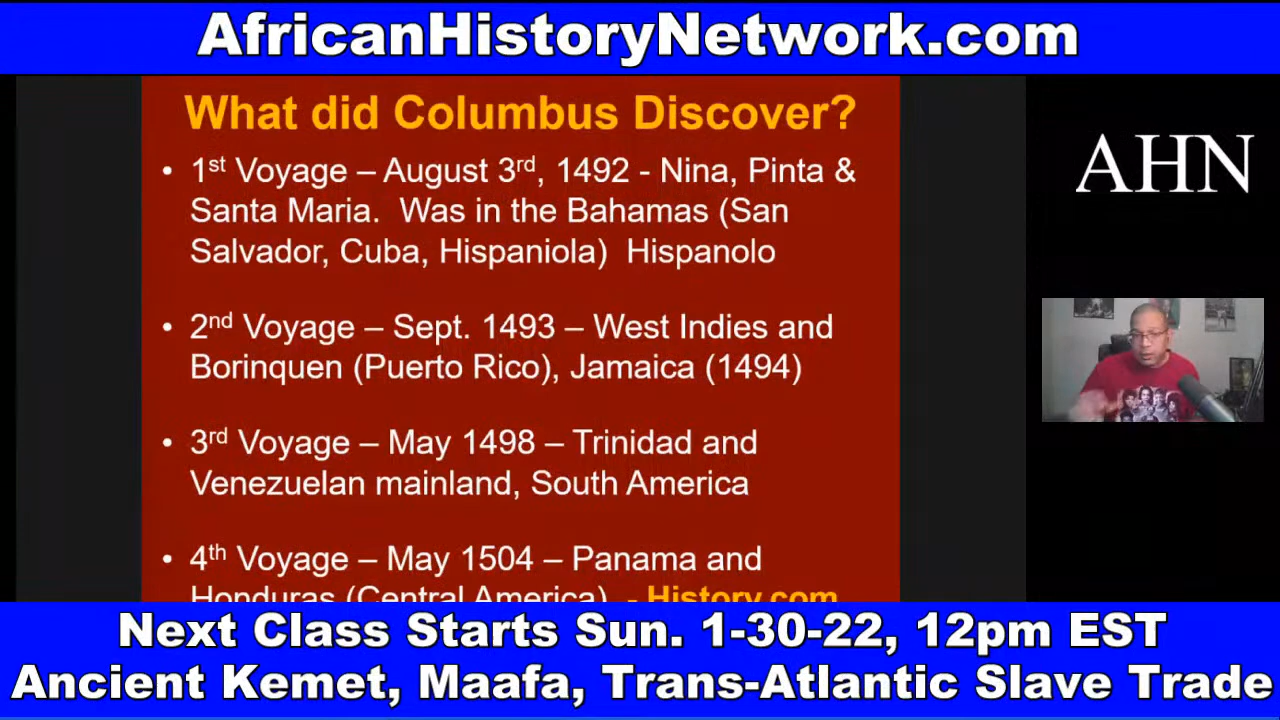 AfricanHistoryNetwork.com
AHN
What did Columbus Discover?
• 1st Voyage – August 3rd, 1492 - Nina, Pinta &
Santa Maria. Was in the Bahamas (San
Salvador, Cuba, Hispaniola) Hispanolo
• 2nd Voyage – Sept. 1493 – West Indies and
Borinquen (Puerto Rico), Jamaica (1494)
• 3rd Voyage – May 1498 – Trinidad and
Venezuelan mainland, South America
• 4th Voyage – May 1504 – Panama and
Honduras (Central America) - History.com
Next Class Starts Sun. 1-30-22, 12pm EST
Ancient Kemet, Maafa, Trans-Atlantic Slave Trade